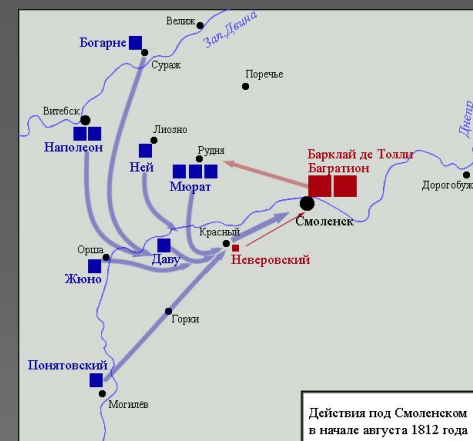 Велиж
Зап.Двина
Богарне
Сураж
Поречье
Витебск
Наполеон
Лиозно
Ней
Рудня
Мюрат
Днепр
Барклай де Толли
Багратион
Дорогобуж
Смоленск
Красный
Неверовский
Орша
Даву
Жюно
Горки
Понятовский
Могилёв
Действия под Смоленском
в начале августа 1812 года